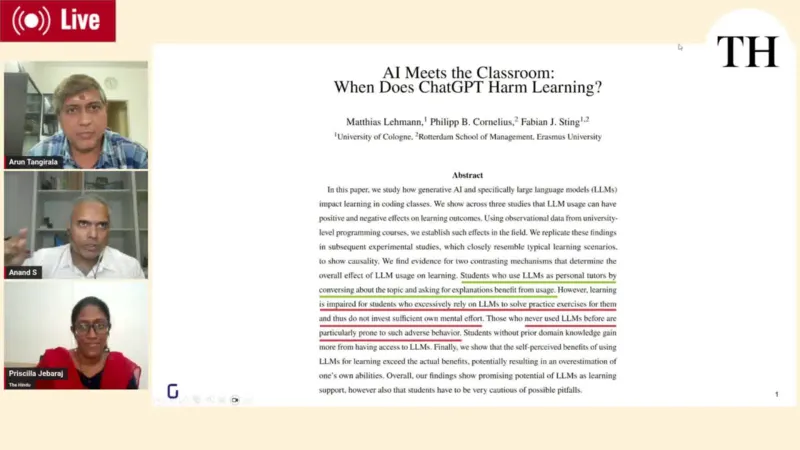 Live
TH
Arun Tangirala
Anand S
Priscilla Jebaraj
The Hindu
AI Meets the Classroom:
When Does ChatGPT Harm Learning?
Matthias Lehmann,1 Philipp B. Cornelius,2 Fabian J. Sting1,2
1University of Cologne, 2Rotterdam School of Management, Erasmus University
Abstract
In this paper, we study how generative AI and specifically large language models (LLMs)
impact learning in coding classes. We show across three studies that LLM usage can have
positive and negative effects on learning outcomes. Using observational data from university-
level programming courses, we establish such effects in the field. We replicate these findings
in subsequent experimental studies, which closely resemble typical learning scenarios,
to show causality. We find evidence for two contrasting mechanisms that determine the
overall effect of LLM usage on learning. Students who use LLMs as personal tutors by
conversing about the topic and asking for explanations benefit from usage. However, learning
is impaired for students who excessively rely on LLMs to solve practice exercises for them
and thus do not invest sufficient own mental effort. Those who never used LLMs before are
particularly prone to such adverse behavior. Students without prior domain knowledge gain
more from having access to LLMs. Finally, we show that the self-perceived benefits of using
LLMs for learning exceed the actual benefits, potentially resulting in an overestimation of
one's own abilities. Overall, our findings show promising potential of LLMs as learning
support, however also that students have to be very cautious of possible pitfalls.
1